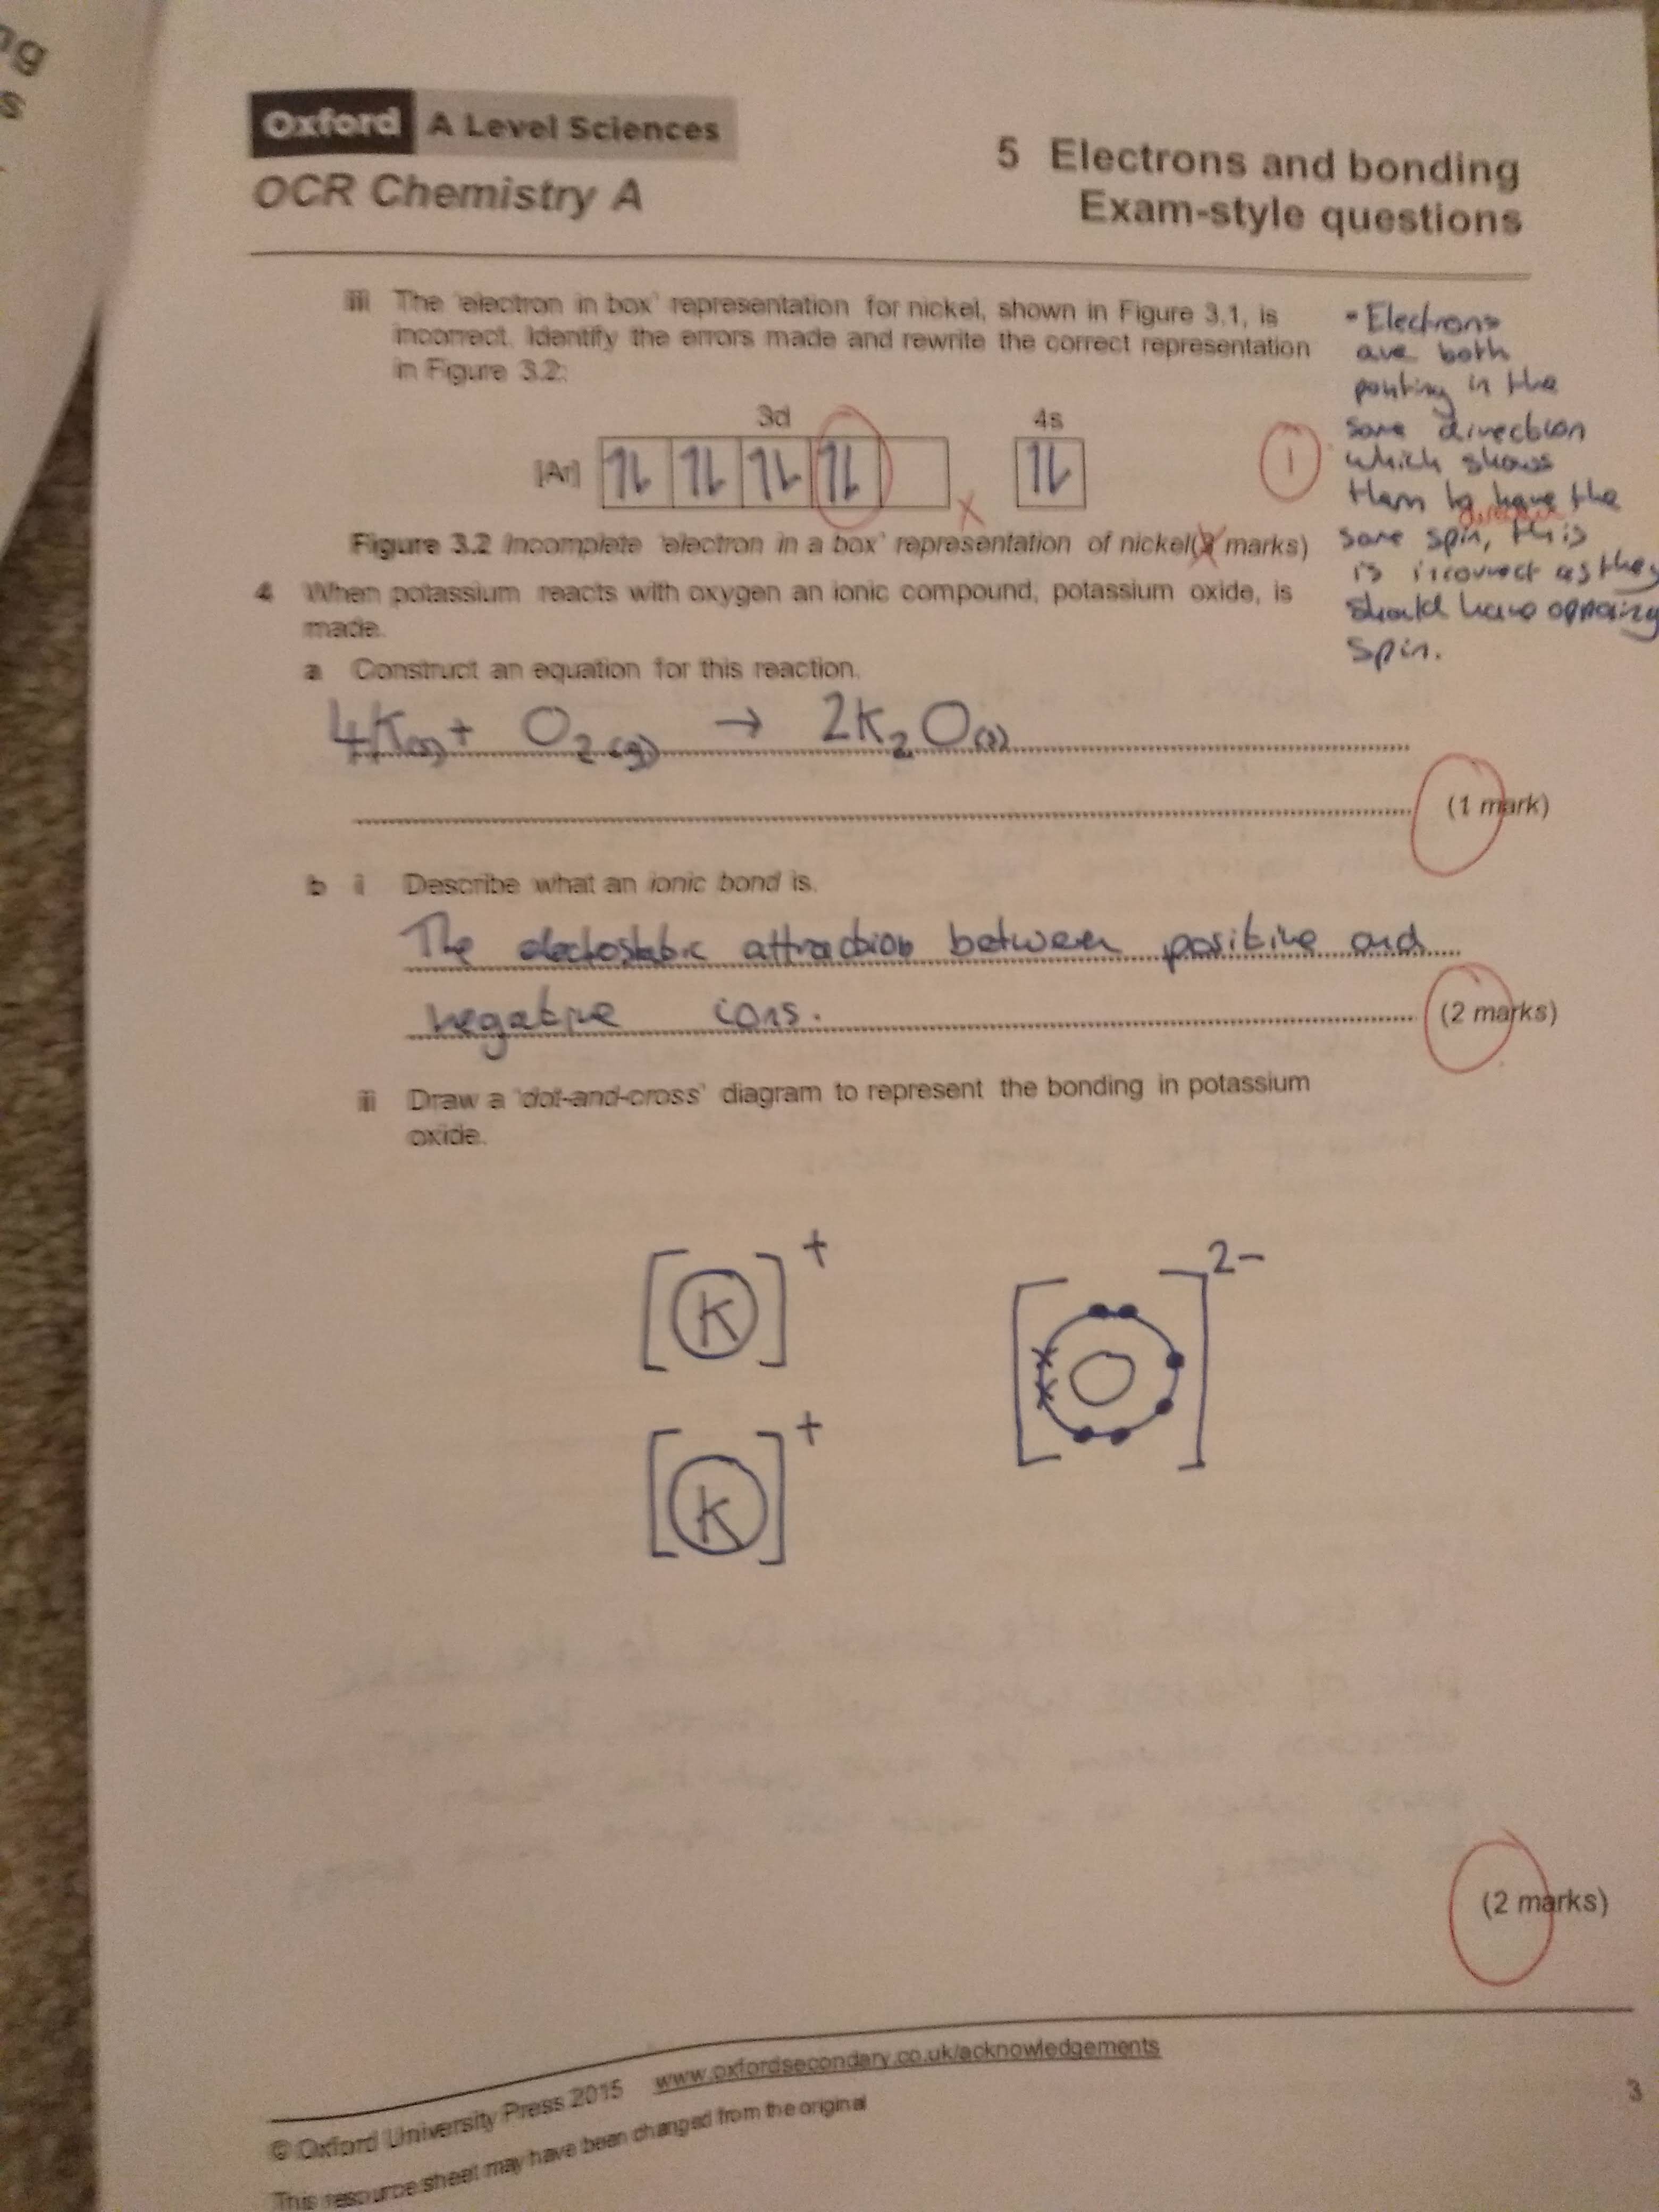 ng
s
Oxford A Level Sciences
OCR Chemistry A
5 Electrons and bonding
Exam-style questions
iii The 'electron in box' representation for nickel, shown in Figure 3.1, is
incorrect. Identify the errors made and rewrite the correct representation
in Figure 3.2:
3d 4s
[Ar] 1L 1L 1L 1L 1L
Figure 3.2 Incomplete 'electron in a box' representation of nickel( marks)
1
• Electrons
are both
pointing in the
same direction
which shows
them to have the
same spin, this
is incorrect as they
should have opposing
spin.
4 When potassium reacts with oxygen an ionic compound, potassium oxide, is
made.
a Construct an equation for this reaction.
4K(s) + O2(g) → 2K2O(s)
(1 mark)
b i Describe what an ionic bond is.
The electostatic attraction between positive and
negative ions.
(2 marks)
ii Draw a 'dot-and-cross' diagram to represent the bonding in potassium
oxide.
[K]+
[O]2-
[K]+
(2 marks)
© Oxford University Press 2015 www.oxfordsecondary.co.uk/acknowledgements
This resource sheet may have been changed from the original
3